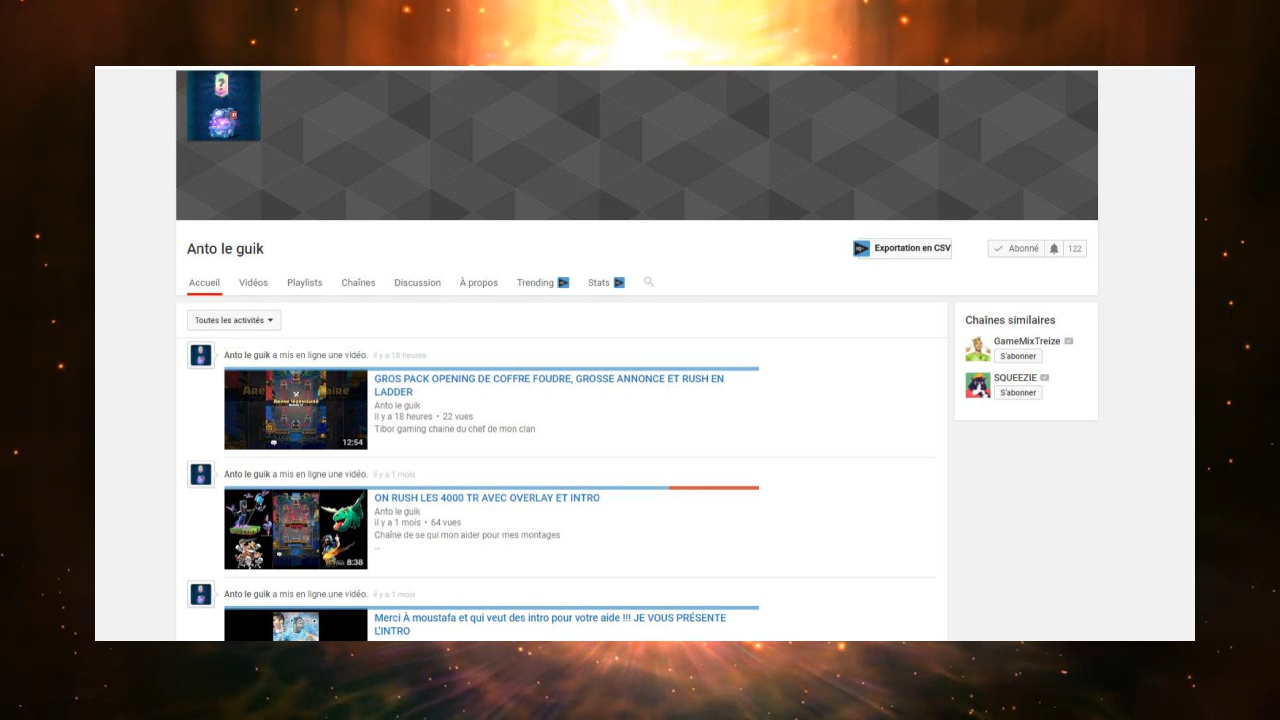 Anto le guik
Exportation en CSV
Abonné
122
Accueil
Vidéos
Playlists
Chaînes
Discussion
À propos
Trending
Stats
Toutes les activités
Anto le guik a mis en ligne une vidéo. il y a 18 heures
GROS PACK OPENING DE COFFRE FOUDRE, GROSSE ANNONCE ET RUSH EN
LADDER
Anto le guik
il y a 18 heures • 22 vues
Tibor gaming chaine du chef de mon clan
12:54
Anto le guik a mis en ligne une vidéo. il y a 1 mois
ON RUSH LES 4000 TR AVEC OVERLAY ET INTRO
Anto le guik
il y a 1 mois • 64 vues
Chaîne de se qui mon aider pour mes montages
...
8:38
Anto le guik a mis en ligne une vidéo. il y a 1 mois
Merci À moustafa et qui veut des intro pour votre aide !!! JE VOUS PRÉSENTE
L'INTRO
Chaînes similaires
GameMixTreize
S'abonner
SQUEEZIE
S'abonner